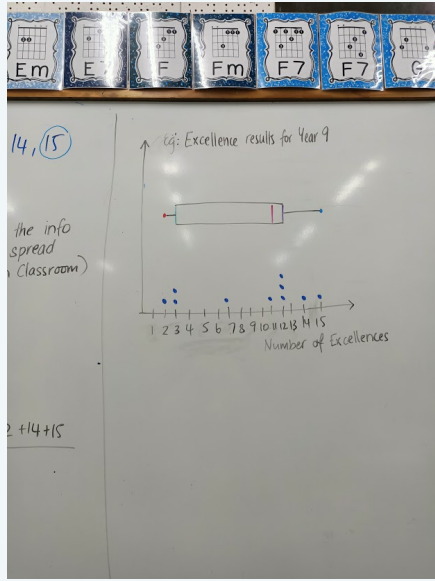 Em E7 F Fm F7 F7 G
14, 15
eg: Excellence results for Year 9
the info
spread
Classroom)
1 2 3 4 5 6 7 8 9 10 11 12 13 14 15
Number of Excellences
2 +14+15